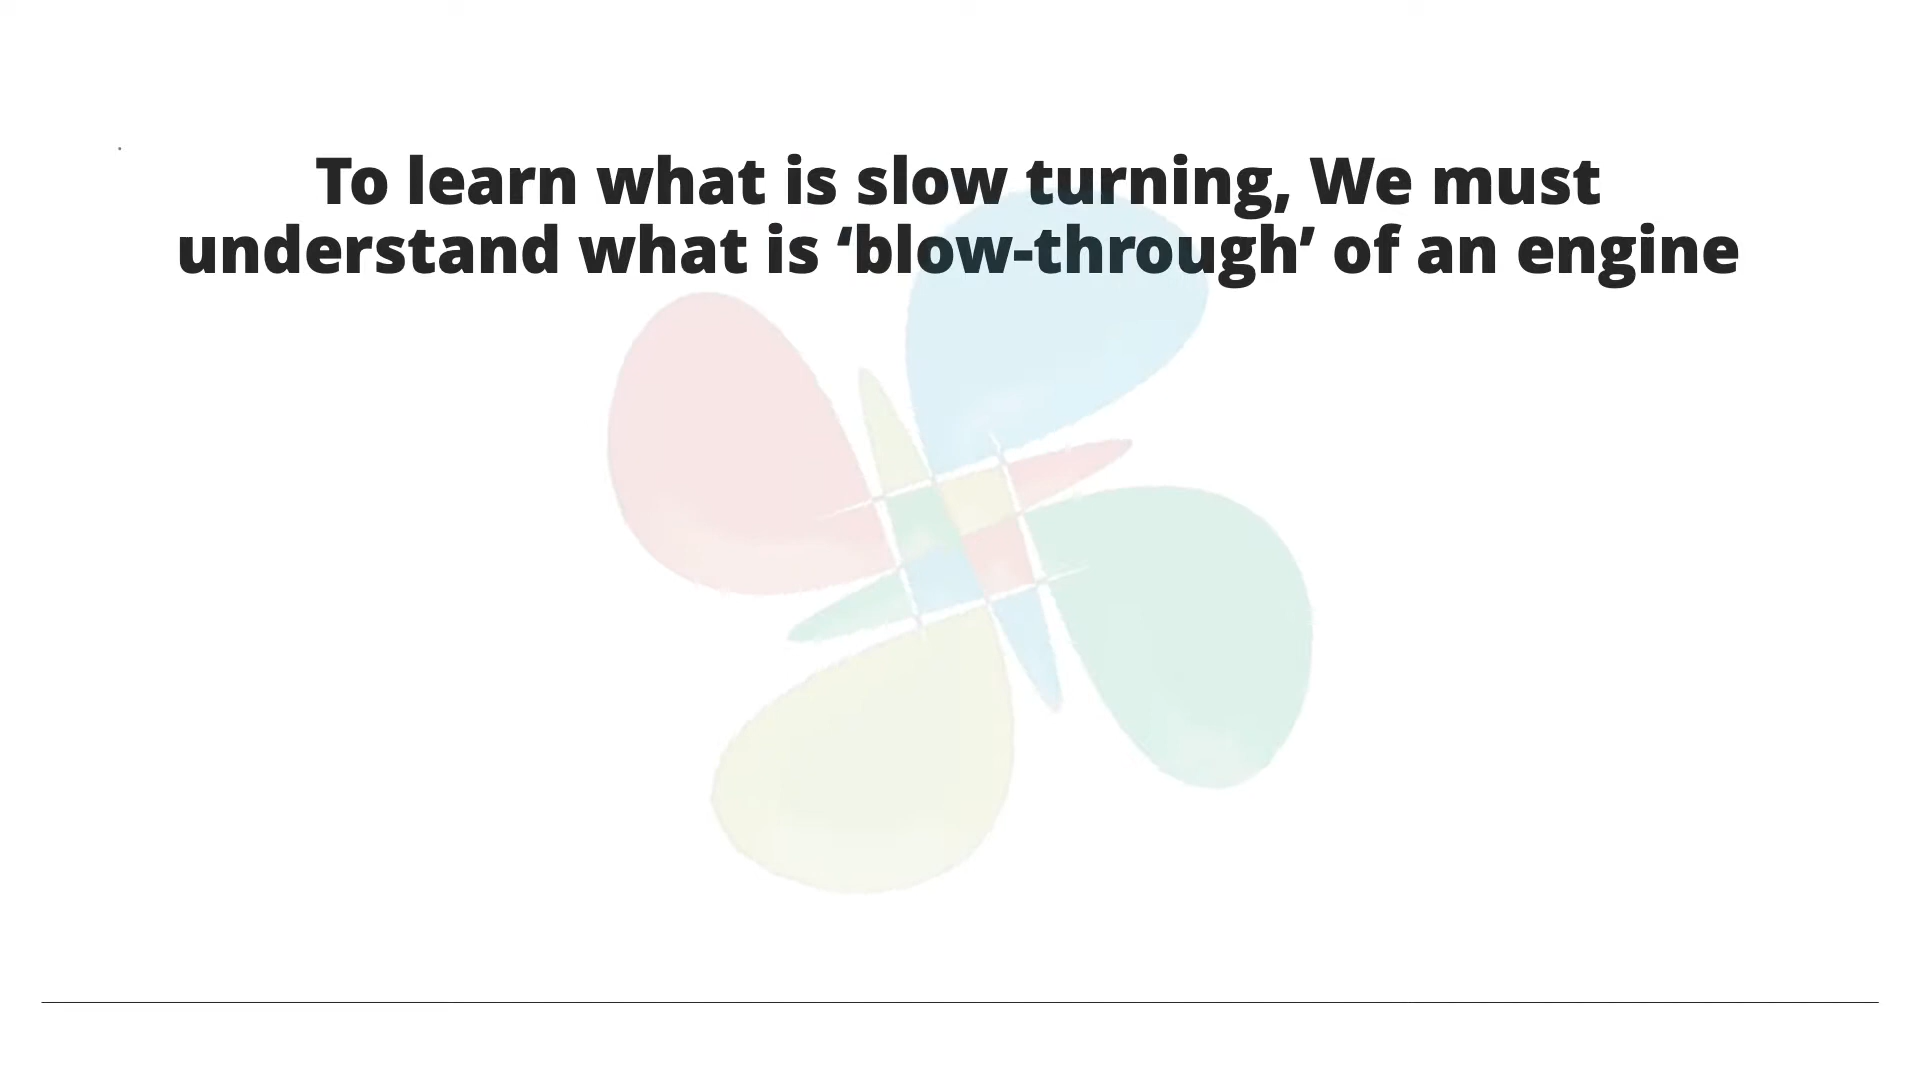 To learn what is slow turning, We must
understand what is ‘blow-through’ of an engine